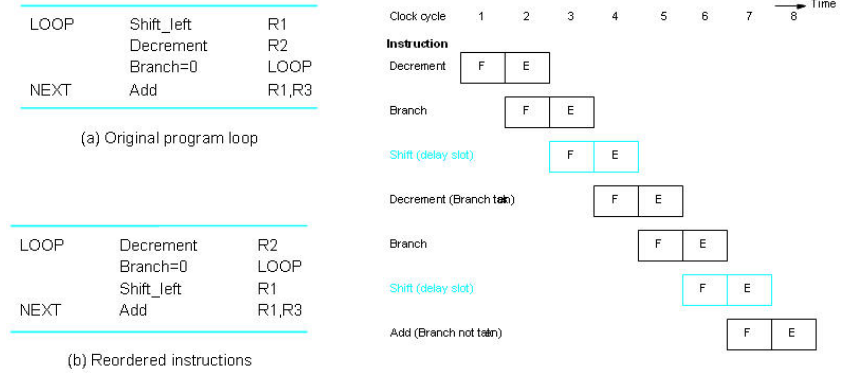 LOOP Shift_left R1
Decrement R2
Branch=0 LOOP
NEXT Add R1,R3
(a) Original program loop
LOOP Decrement R2
Branch=0 LOOP
Shift_left R1
NEXT Add R1,R3
(b) Reordered instructions
Time
Clock cycle 1 2 3 4 5 6 7 8
Instruction
Decrement F E
Branch F E
Shift (delay slot) F E
Decrement (Branch taken) F E
Branch F E
Shift (delay slot) F E
Add (Branch not taken) F E